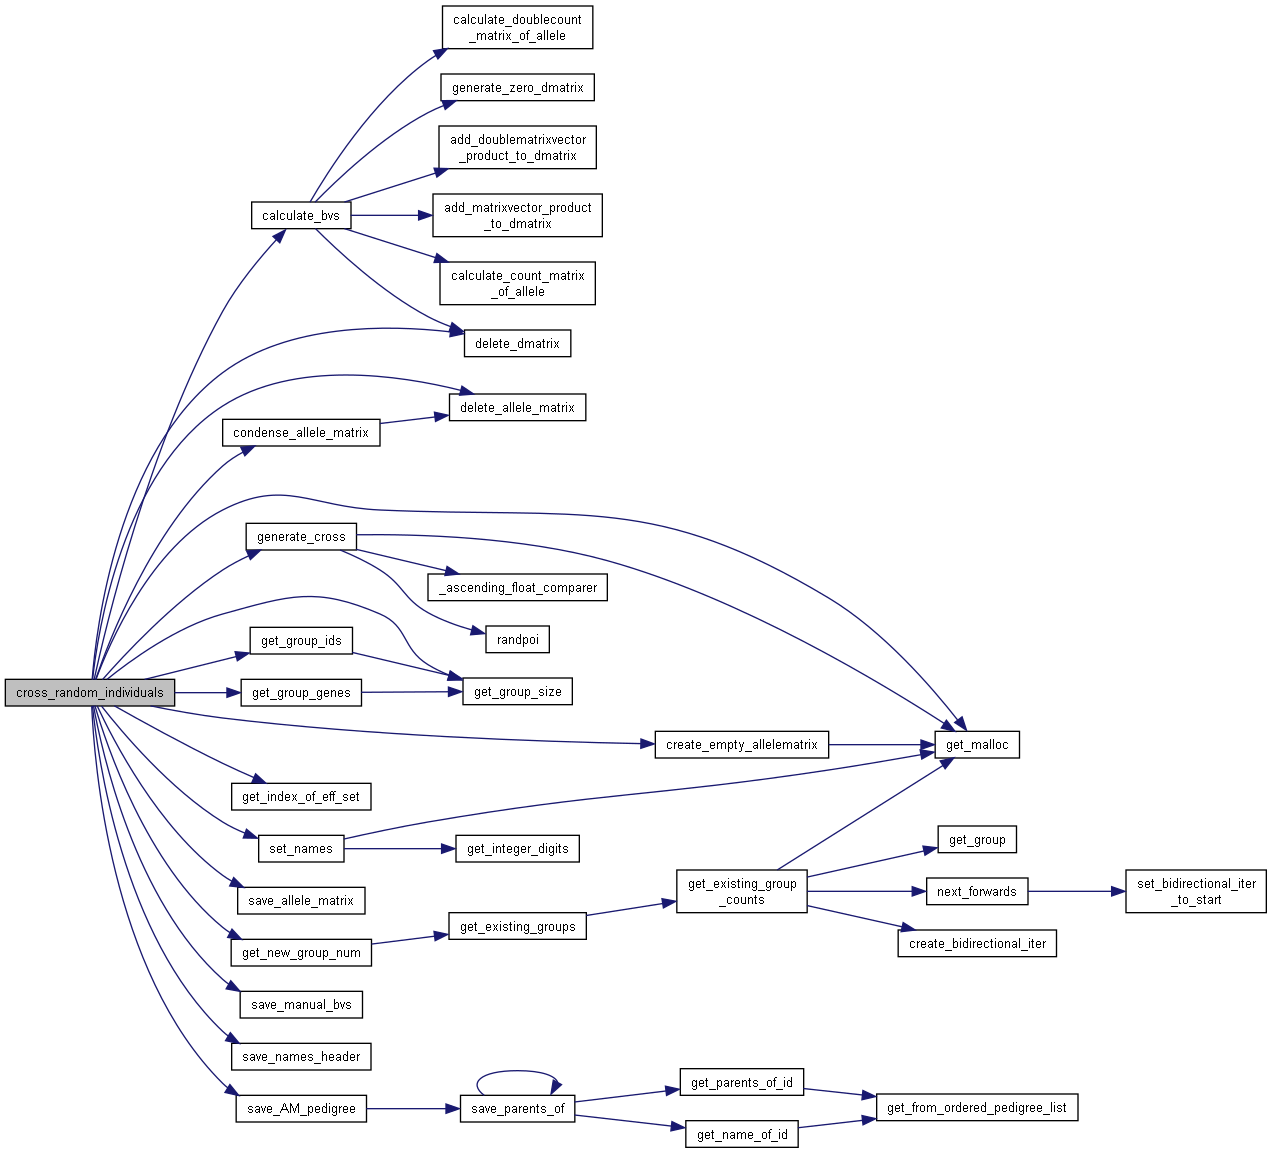 calculate_doublecount
_matrix_of_allele
generate_zero_dmatrix
add_doublematrixvector
_product_to_dmatrix
add_matrixvector_product
_to_dmatrix
calculate_bvs
calculate_count_matrix
_of_allele
delete_dmatrix
delete_allele_matrix
condense_allele_matrix
generate_cross
_ascending_float_comparer
randpoi
get_group_ids
cross_random_individuals
get_group_genes
get_group_size
create_empty_allelematrix
get_malloc
get_index_of_eff_set
set_names
get_integer_digits
get_group
get_existing_group
_counts
next_forwards
set_bidirectional_iter
_to_start
save_allele_matrix
get_existing_groups
create_bidirectional_iter
get_new_group_num
save_manual_bvs
save_names_header
save_AM_pedigree
save_parents_of
get_parents_of_id
get_from_ordered_pedigree_list
get_name_of_id